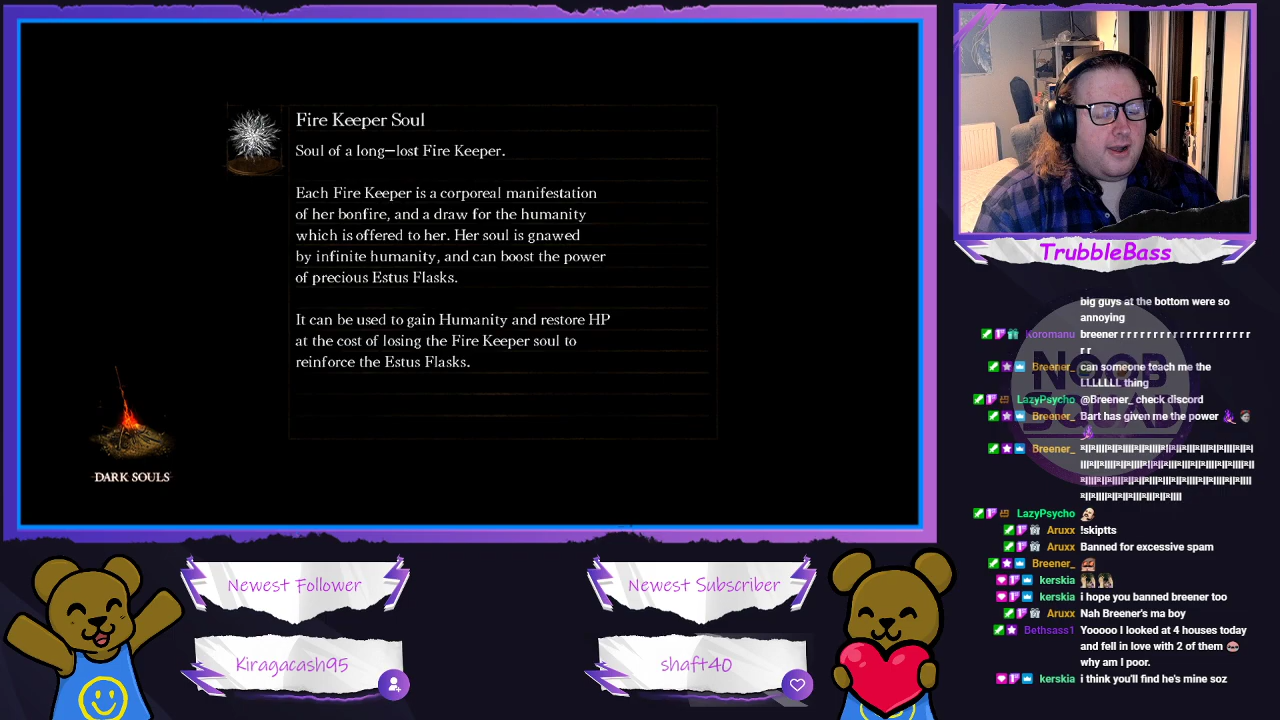 Fire Keeper Soul
Soul of a long—lost Fire Keeper.
Each Fire Keeper is a corporeal manifestation
of her bonfire, and a draw for the humanity
which is offered to her. Her soul is gnawed
by infinite humanity, and can boost the power
of precious Estus Flasks.
It can be used to gain Humanity and restore HP
at the cost of losing the Fire Keeper soul to
reinforce the Estus Flasks.
DARK SOULS
TrubbleBass
big guys at the bottom were so
annoying
Koromanu breener r r r r r r r r r r r r r r r r r r r
r r
Breener_ can someone teach me the
LLLLLLL thing
LazyPsycho @Breener_ check discord
Breener_ Bart has given me the power
Breener_
LazyPsycho
Aruxx !skiptts
Aruxx Banned for excessive spam
Breener_
kerskia
kerskia i hope you banned breener too
Aruxx Nah Breener's ma boy
Bethsass1 Yooooo I looked at 4 houses today
and fell in love with 2 of them
why am I poor.
kerskia i think you'll find he's mine soz
NOOB
SQUAD
Newest Follower
Kiragacash95
Newest Subscriber
shaft40